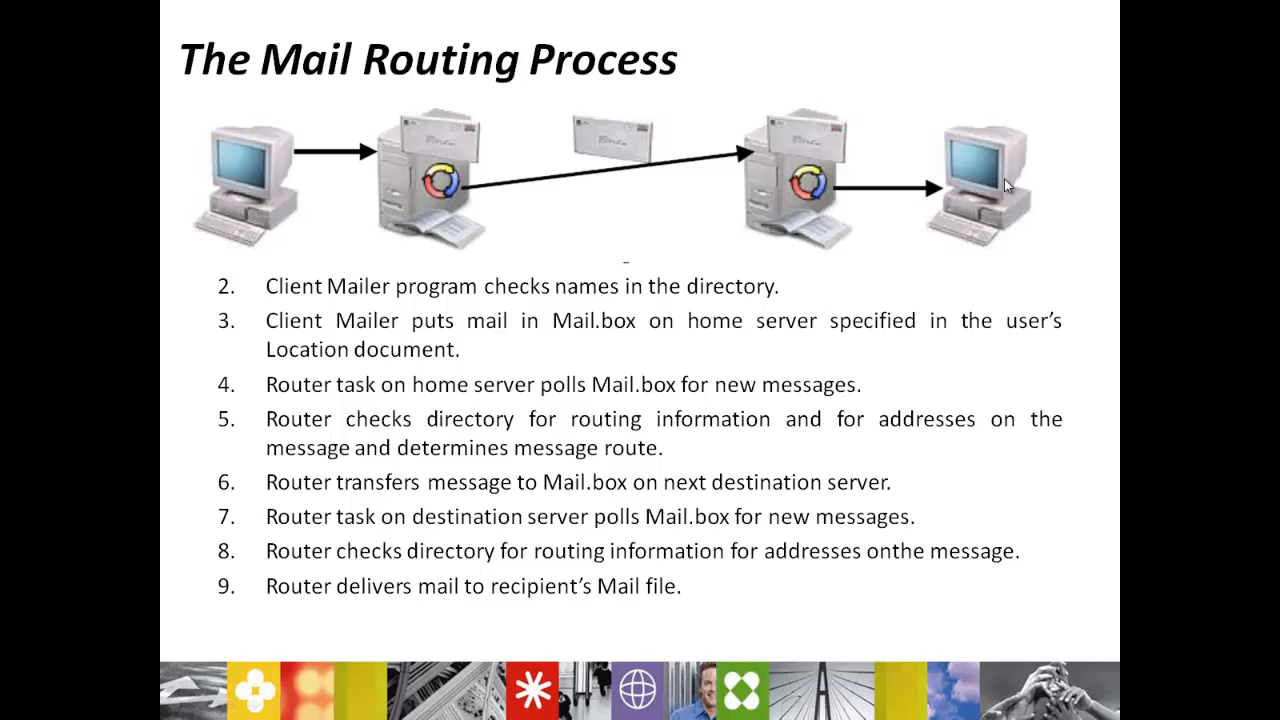 The Mail Routing Process
2. Client Mailer program checks names in the directory.
3. Client Mailer puts mail in Mail.box on home server specified in the user’s
Location document.
4. Router task on home server polls Mail.box for new messages.
5. Router checks directory for routing information and for addresses on the
message and determines message route.
6. Router transfers message to Mail.box on next destination server.
7. Router task on destination server polls Mail.box for new messages.
8. Router checks directory for routing information for addresses onthe message.
9. Router delivers mail to recipient’s Mail file.